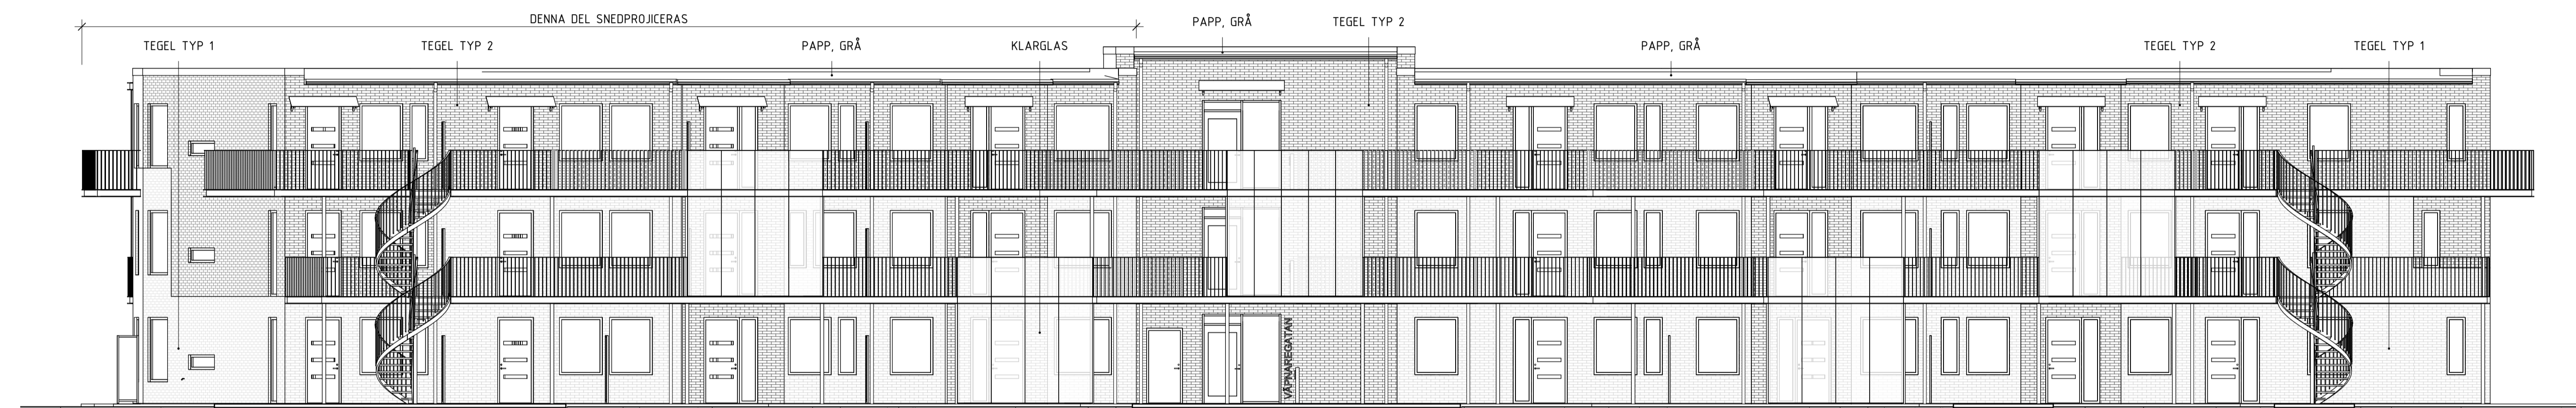 DENNA DEL SNEDPROJICERAS
PAPP, GRÅ
TEGEL TYP 2
TEGEL TYP 1
TEGEL TYP 2
PAPP, GRÅ
KLARGLAS
PAPP, GRÅ
TEGEL TYP 2
TEGEL TYP 1
VÄPNAREGATAN